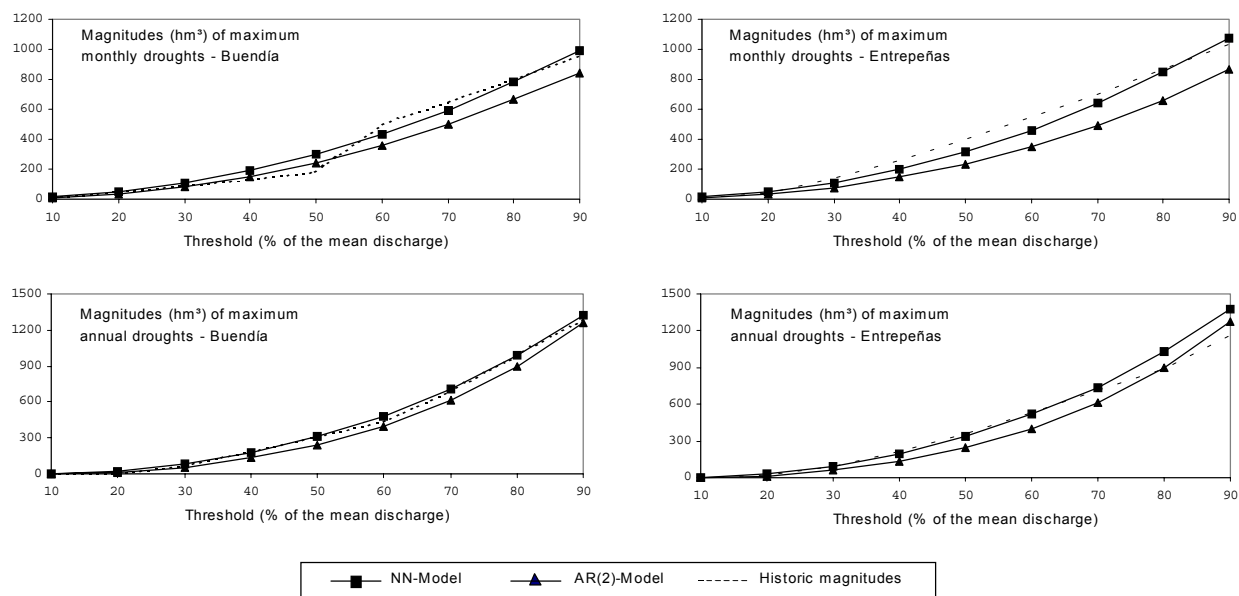 Magnitudes (hm³) of maximum
monthly droughts - Buendía
1200
1000
800
600
400
200
0
10 20 30 40 50 60 70 80 90
Threshold (% of the mean discharge)
Magnitudes (hm³) of maximum
monthly droughts - Entrepeñas
1200
1000
800
600
400
200
0
10 20 30 40 50 60 70 80 90
Threshold (% of the mean discharge)
Magnitudes (hm³) of maximum
annual droughts - Buendía
1500
1200
900
600
300
0
10 20 30 40 50 60 70 80 90
Threshold (% of the mean discharge)
Magnitudes (hm³) of maximum
annual droughts - Entrepeñas
1500
1200
900
600
300
0
10 20 30 40 50 60 70 80 90
Threshold (% of the mean discharge)
NN-Model AR(2)-Model Historic magnitudes